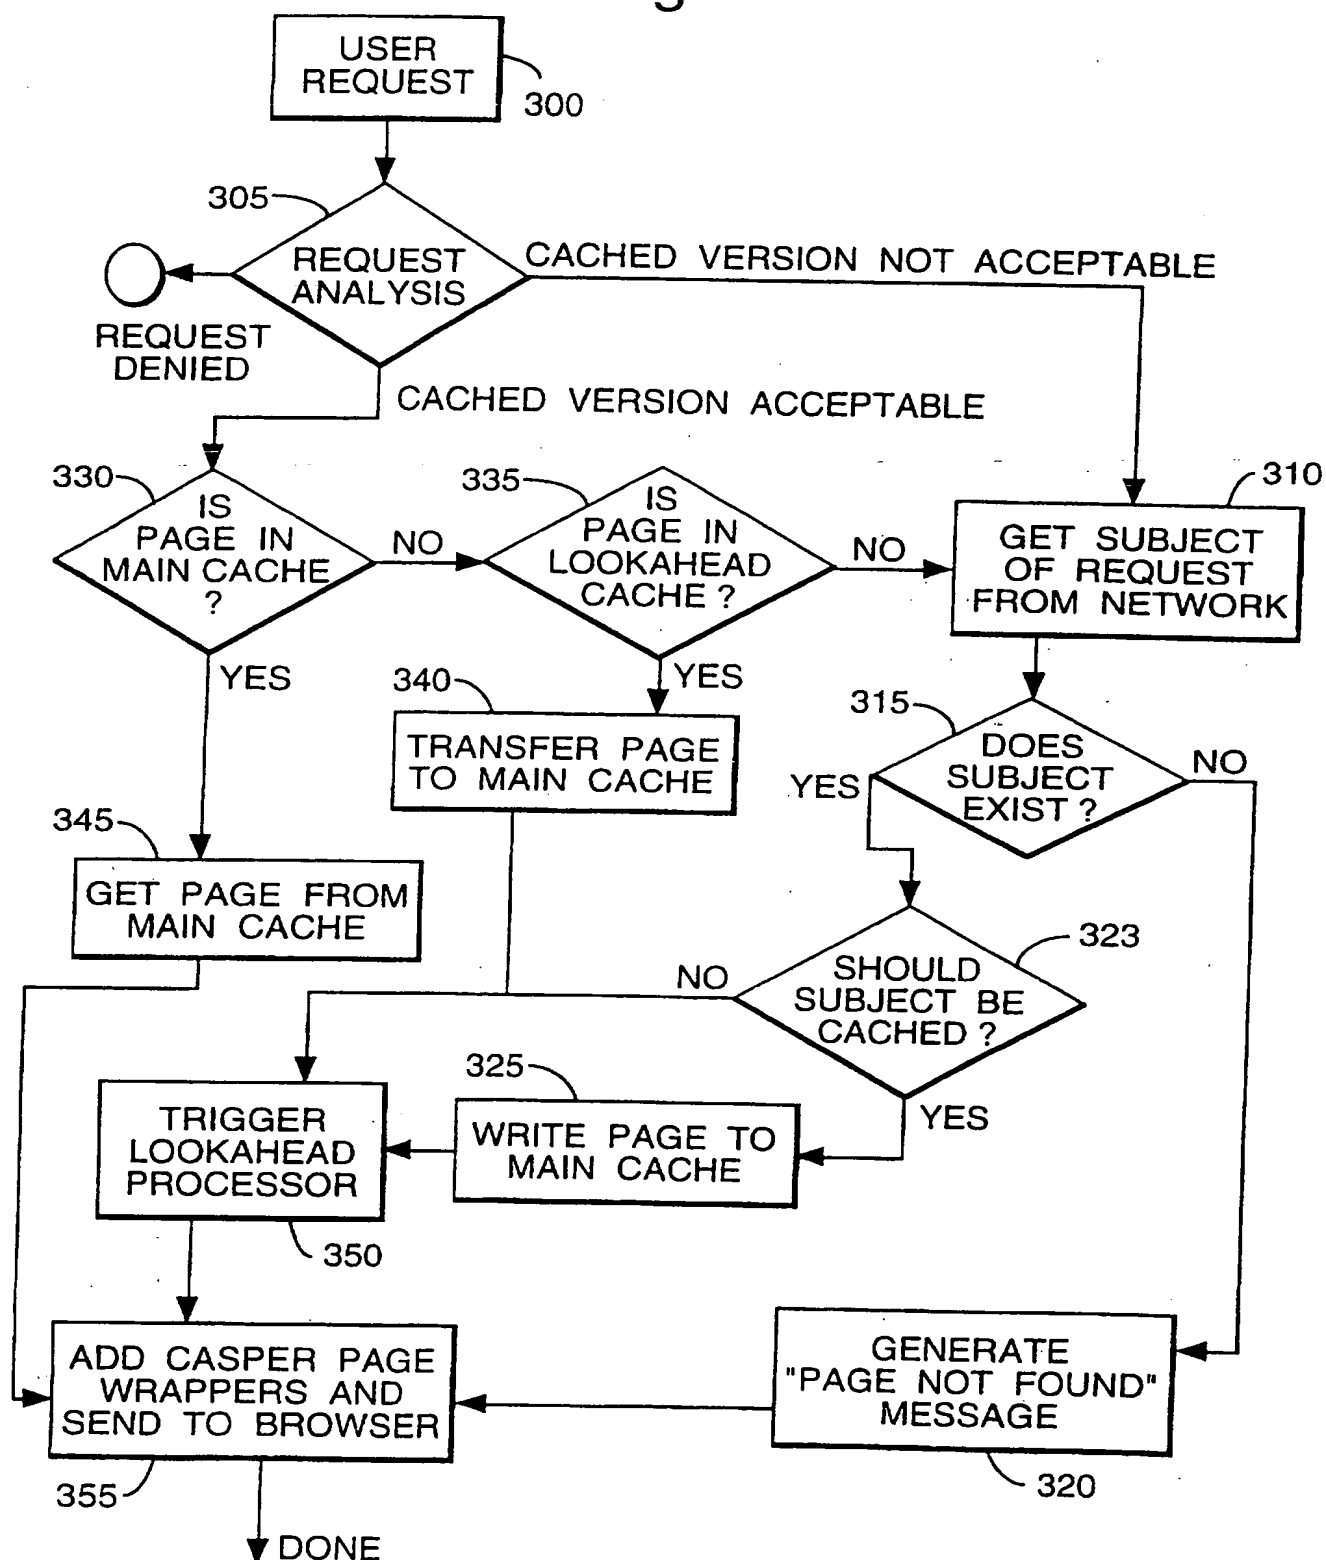 USER
REQUEST
300
305
REQUEST
ANALYSIS
CACHED VERSION NOT ACCEPTABLE
REQUEST
DENIED
CACHED VERSION ACCEPTABLE
330
IS
PAGE IN
MAIN CACHE
?
NO
335
IS
PAGE IN
LOOKAHEAD
CACHE ?
NO
310
GET SUBJECT
OF REQUEST
FROM NETWORK
YES
340
YES
TRANSFER PAGE
TO MAIN CACHE
315
DOES
SUBJECT
EXIST ?
YES
NO
345
GET PAGE FROM
MAIN CACHE
323
SHOULD
SUBJECT BE
CACHED ?
NO
YES
325
WRITE PAGE TO
MAIN CACHE
TRIGGER
LOOKAHEAD
PROCESSOR
350
ADD CASPER PAGE
WRAPPERS AND
SEND TO BROWSER
355
GENERATE
"PAGE NOT FOUND"
MESSAGE
320
DONE